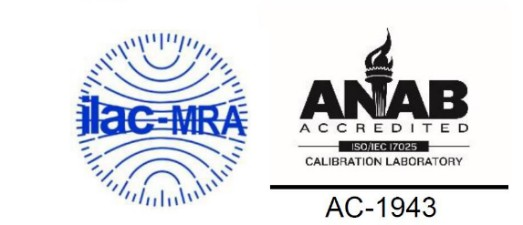 ilac-MRA
ANAB
ACCREDITED
ISO/IEC 17025
CALIBRATION LABORATORY
AC-1943